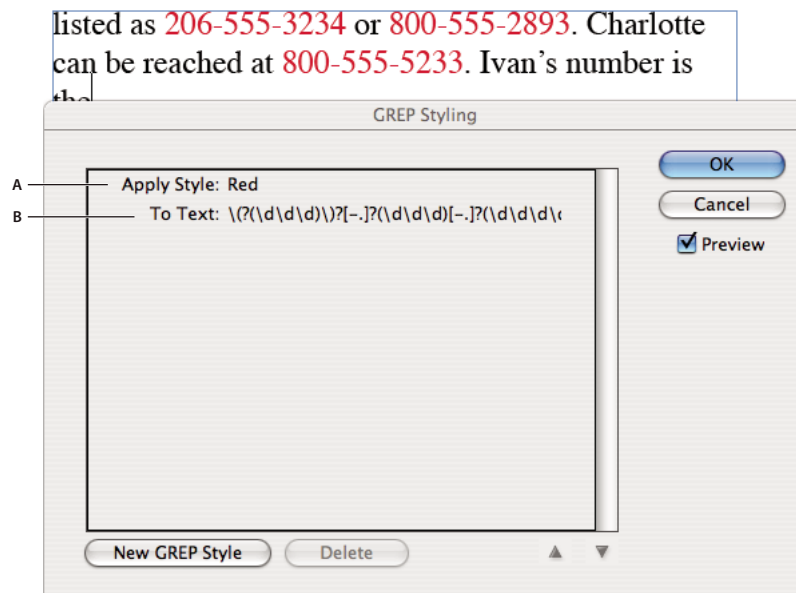 listed as 206-555-3234 or 800-555-2893. Charlotte
can be reached at 800-555-5233. Ivan’s number is
the
GREP Styling
A
Apply Style: Red
B
To Text: \(?(\d\d\d)\)?[-.]?(\d\d\d)[-.]?(\d\d\d\
OK
Cancel
Preview
New GREP Style
Delete